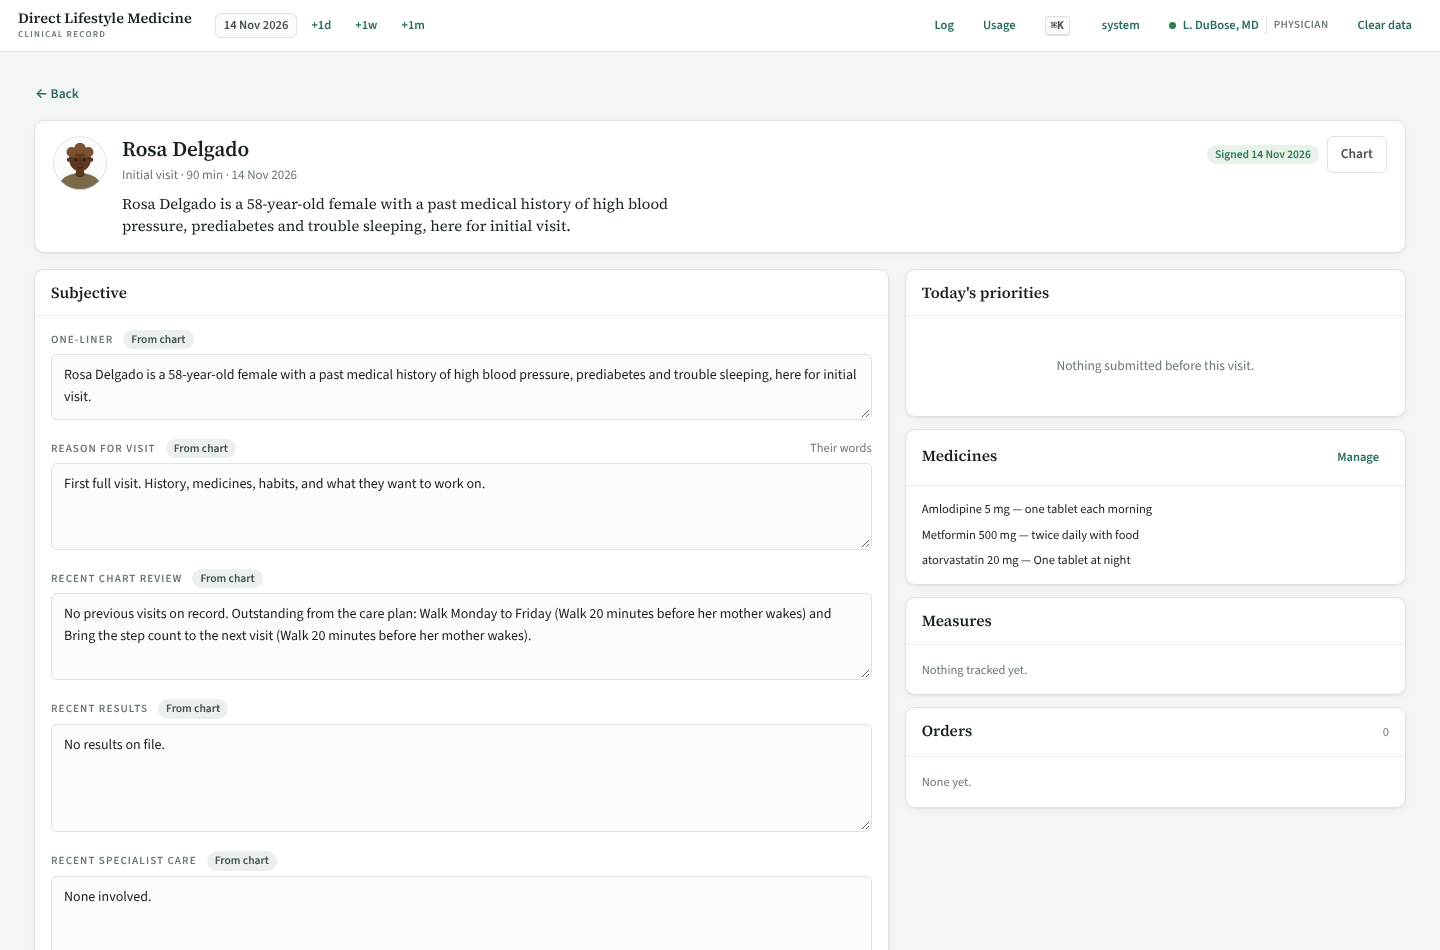 Direct Lifestyle Medicine
CLINICAL RECORD
14 Nov 2026
+1d
+1w
+1m
Log
Usage
⌘K
system
L. DuBose, MD
PHYSICIAN
Clear data
← Back
Rosa Delgado
Initial visit · 90 min · 14 Nov 2026
Rosa Delgado is a 58-year-old female with a past medical history of high blood
pressure, prediabetes and trouble sleeping, here for initial visit.
Signed 14 Nov 2026
Chart
Subjective
ONE-LINER
From chart
Rosa Delgado is a 58-year-old female with a past medical history of high blood pressure, prediabetes and trouble sleeping, here for initial
visit.
REASON FOR VISIT
From chart
Their words
First full visit. History, medicines, habits, and what they want to work on.
RECENT CHART REVIEW
From chart
No previous visits on record. Outstanding from the care plan: Walk Monday to Friday (Walk 20 minutes before her mother wakes) and
Bring the step count to the next visit (Walk 20 minutes before her mother wakes).
RECENT RESULTS
From chart
No results on file.
RECENT SPECIALIST CARE
From chart
None involved.
Today's priorities
Nothing submitted before this visit.
Medicines
Manage
Amlodipine 5 mg — one tablet each morning
Metformin 500 mg — twice daily with food
atorvastatin 20 mg — One tablet at night
Measures
Nothing tracked yet.
Orders
0
None yet.